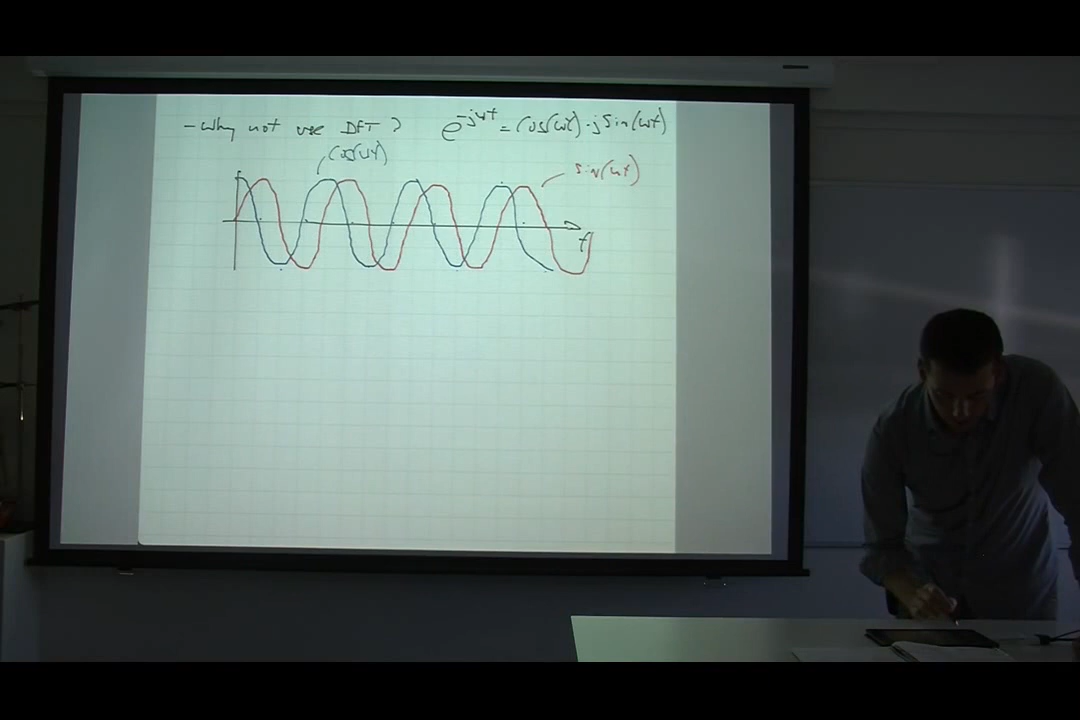 - Why not use DFT ? e^-jωt = cos(ωt) - j sin(ωt)
cos(ωt)
sin(ωt)
t